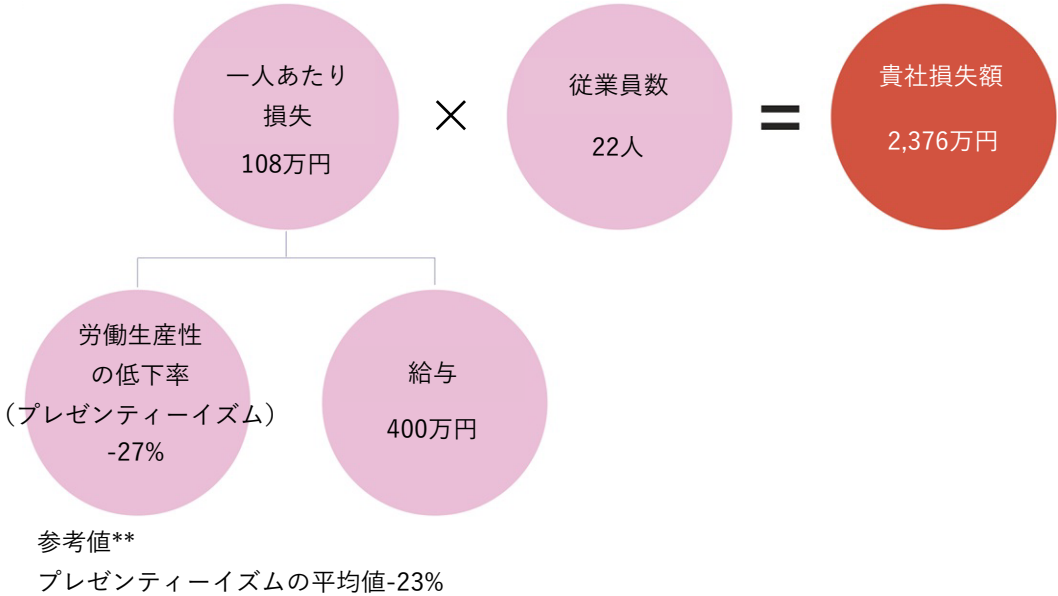 一人あたり
損失
108万円
×
従業員数
22人
=
貴社損失額
2,376万円
労働生産性
の低下率
（プレゼンティーイズム）
-27%
給与
400万円
参考値**
プレゼンティーイズムの平均値-23%